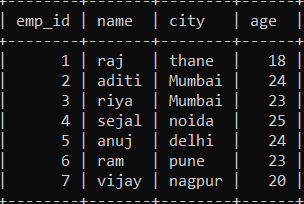 | emp_id | name | city | age |
| 1 | raj | thane | 18 |
| 2 | aditi | Mumbai | 24 |
| 3 | riya | Mumbai | 23 |
| 4 | sejal | noida | 25 |
| 5 | anuj | delhi | 24 |
| 6 | ram | pune | 23 |
| 7 | vijay | nagpur | 20 |